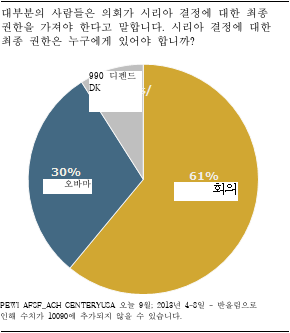 대부분의 사람들은 의회가 시리아 결정에 대한 최종
권한을 가져야 한다고 말합니다. 시리아 결정에 대한
최종 권한은 누구에게 있어야 합니까?
990 디펜드
DK
s/
30%
오바마
61%
회의
PEW1 AFSF_ACH CENTERYUSA 오늘 9월; 2013년 4-8일 - 반올림으로
인해 수치가 10090에 추가되지 않을 수 있습니다.